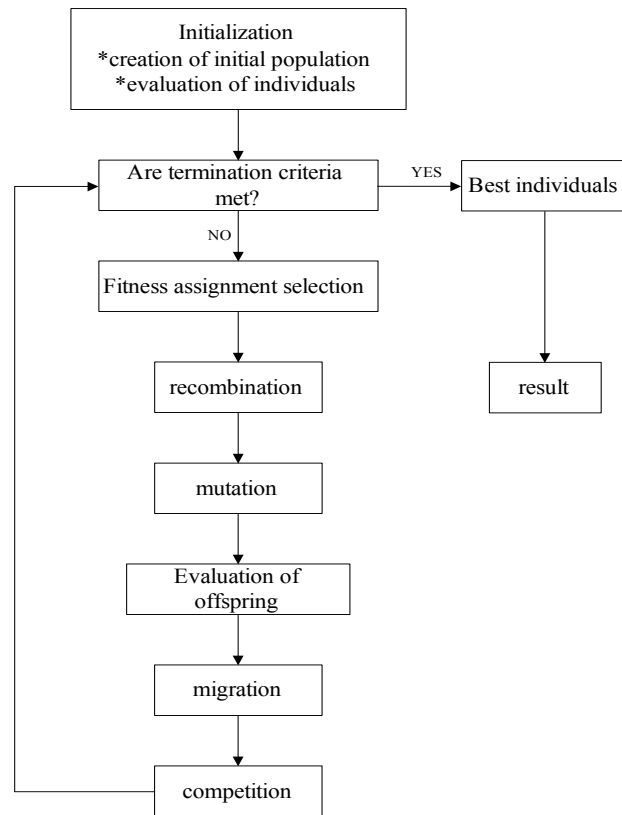 Initialization
*creation of initial population
*evaluation of individuals
Are termination criteria
met?
YES
Best individuals
NO
Fitness assignment selection
recombination
result
mutation
Evaluation of
offspring
migration
competition